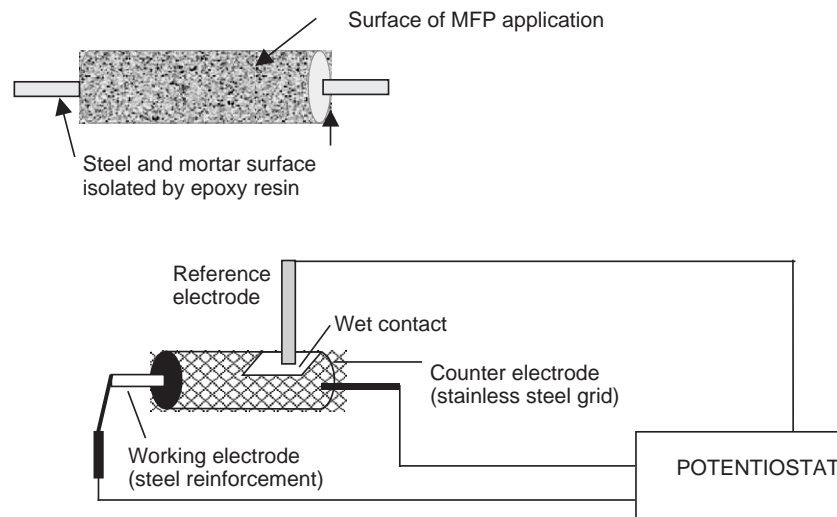 Surface of MFP application
Steel and mortar surface
isolated by epoxy resin
Reference
electrode
Wet contact
Counter electrode
(stainless steel grid)
Working electrode
(steel reinforcement)
POTENTIOSTAT